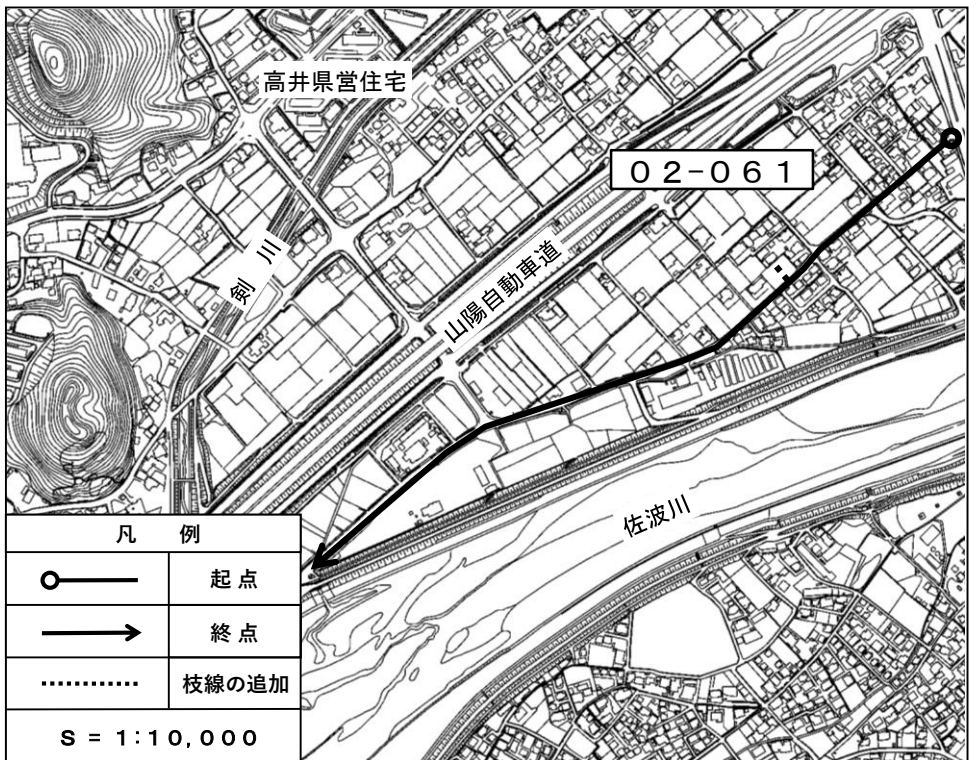 高井県営住宅
０２-０６１
剣 川
山陽自動車道
佐波川
凡 例
起 点
終 点
枝線の追加
S = 1:10,000